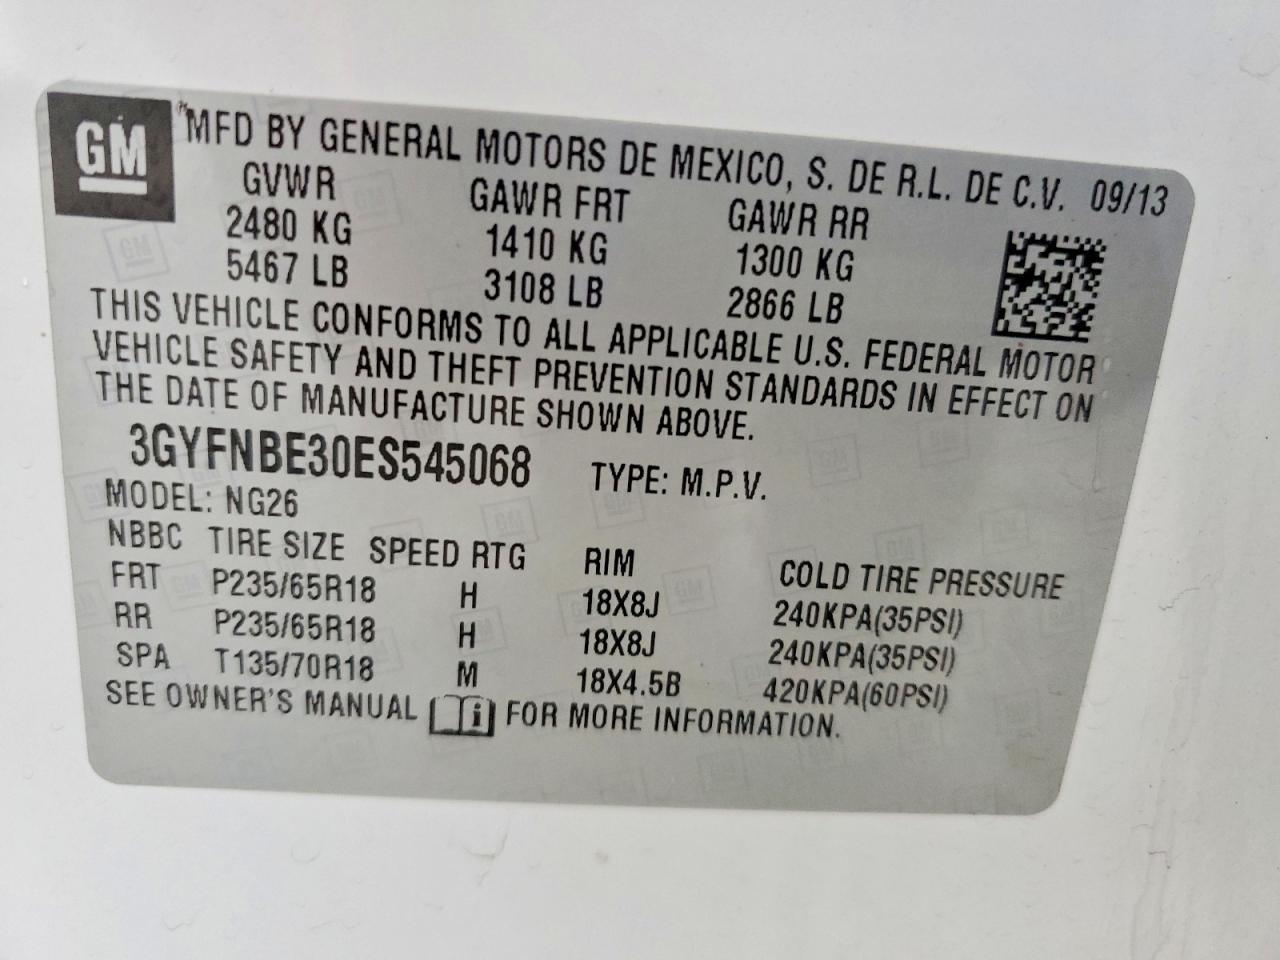 GM
MFD BY GENERAL MOTORS DE MEXICO, S. DE R.L. DE C.V. 09/13
GVWR GAWR FRT GAWR RR
2480 KG 1410 KG 1300 KG
5467 LB 3108 LB 2866 LB
THIS VEHICLE CONFORMS TO ALL APPLICABLE U.S. FEDERAL MOTOR
VEHICLE SAFETY AND THEFT PREVENTION STANDARDS IN EFFECT ON
THE DATE OF MANUFACTURE SHOWN ABOVE.
3GYFNBE30ES545068 TYPE: M.P.V.
MODEL: NG26
NBBC TIRE SIZE SPEED RTG RIM COLD TIRE PRESSURE
FRT P235/65R18 H 18X8J 240KPA(35PSI)
RR P235/65R18 H 18X8J 240KPA(35PSI)
SPA T135/70R18 M 18X4.5B 420KPA(60PSI)
SEE OWNER'S MANUAL i FOR MORE INFORMATION.